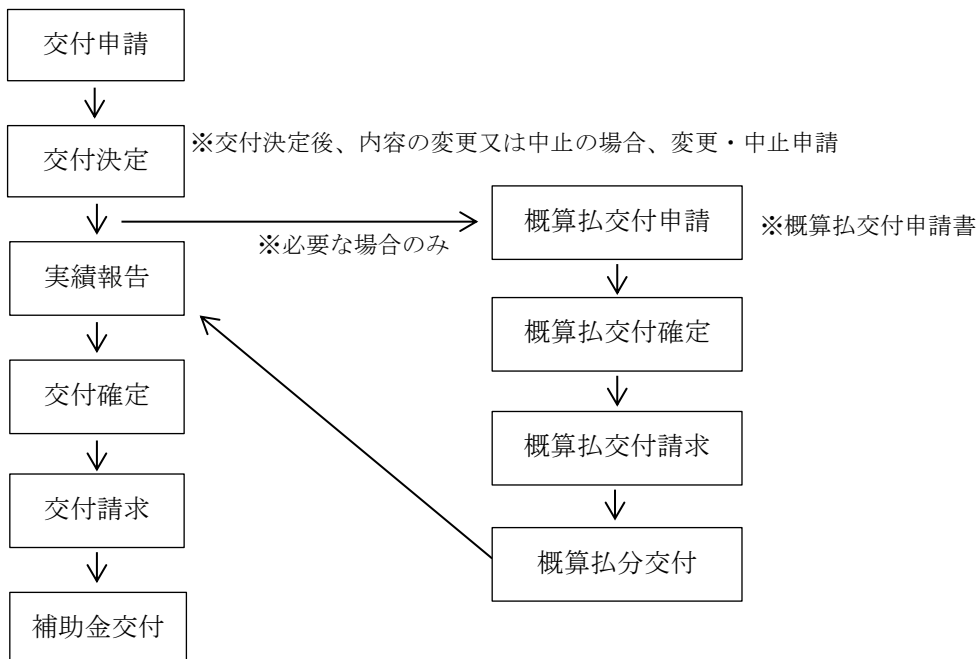 交付申請
交付決定
※交付決定後、内容の変更又は中止の場合、変更・中止申請
※必要な場合のみ
概算払交付申請
※概算払交付申請書
概算払交付確定
概算払交付請求
概算払分交付
実績報告
交付確定
交付請求
補助金交付